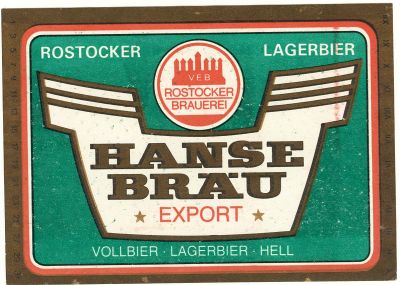 ROSTOCKER
LAGERBIER
VEB
ROSTOCKER
BRAUEREI
HANSE
BRÄU
EXPORT
VOLLBIER · LAGERBIER · HELL